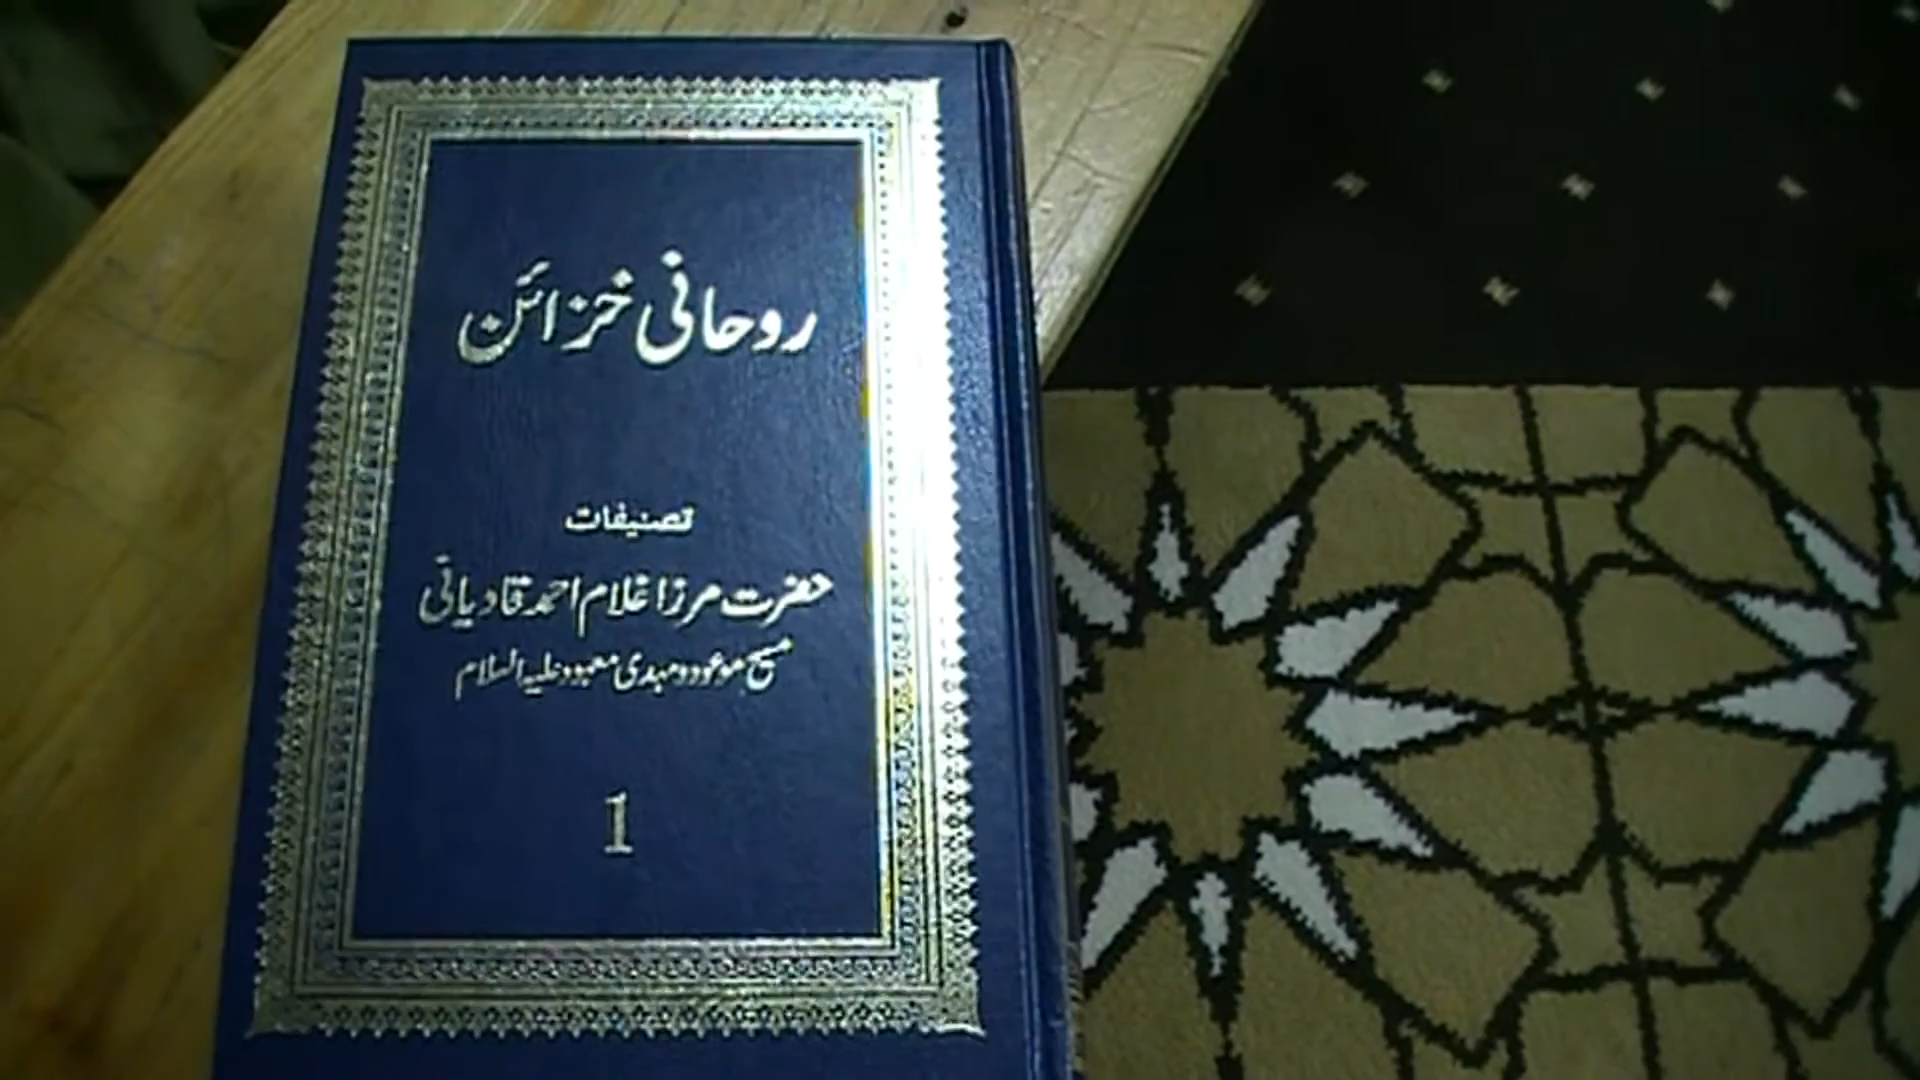 روحانی خزائن
تصنیفات
حضرت مرزا غلام احمد قادیانی
مسیح موعود و مہدی معہود علیہ السلام
1